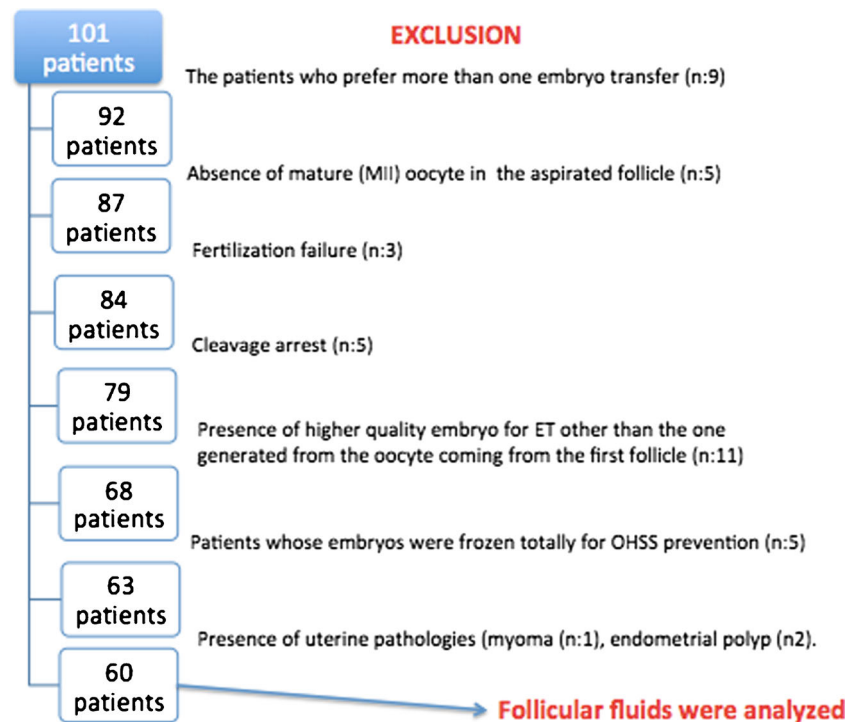 101
patients
EXCLUSION
The patients who prefer more than one embryo transfer (n:9)
92
patients
Absence of mature (MII) oocyte in the aspirated follicle (n:5)
87
patients
Fertilization failure (n:3)
84
patients
Cleavage arrest (n:5)
79
patients
Presence of higher quality embryo for ET other than the one
generated from the oocyte coming from the first follicle (n:11)
68
patients
Patients whose embryos were frozen totally for OHSS prevention (n:5)
63
patients
Presence of uterine pathologies (myoma (n:1), endometrial polyp (n2).
60
patients
Follicular fluids were analyzed